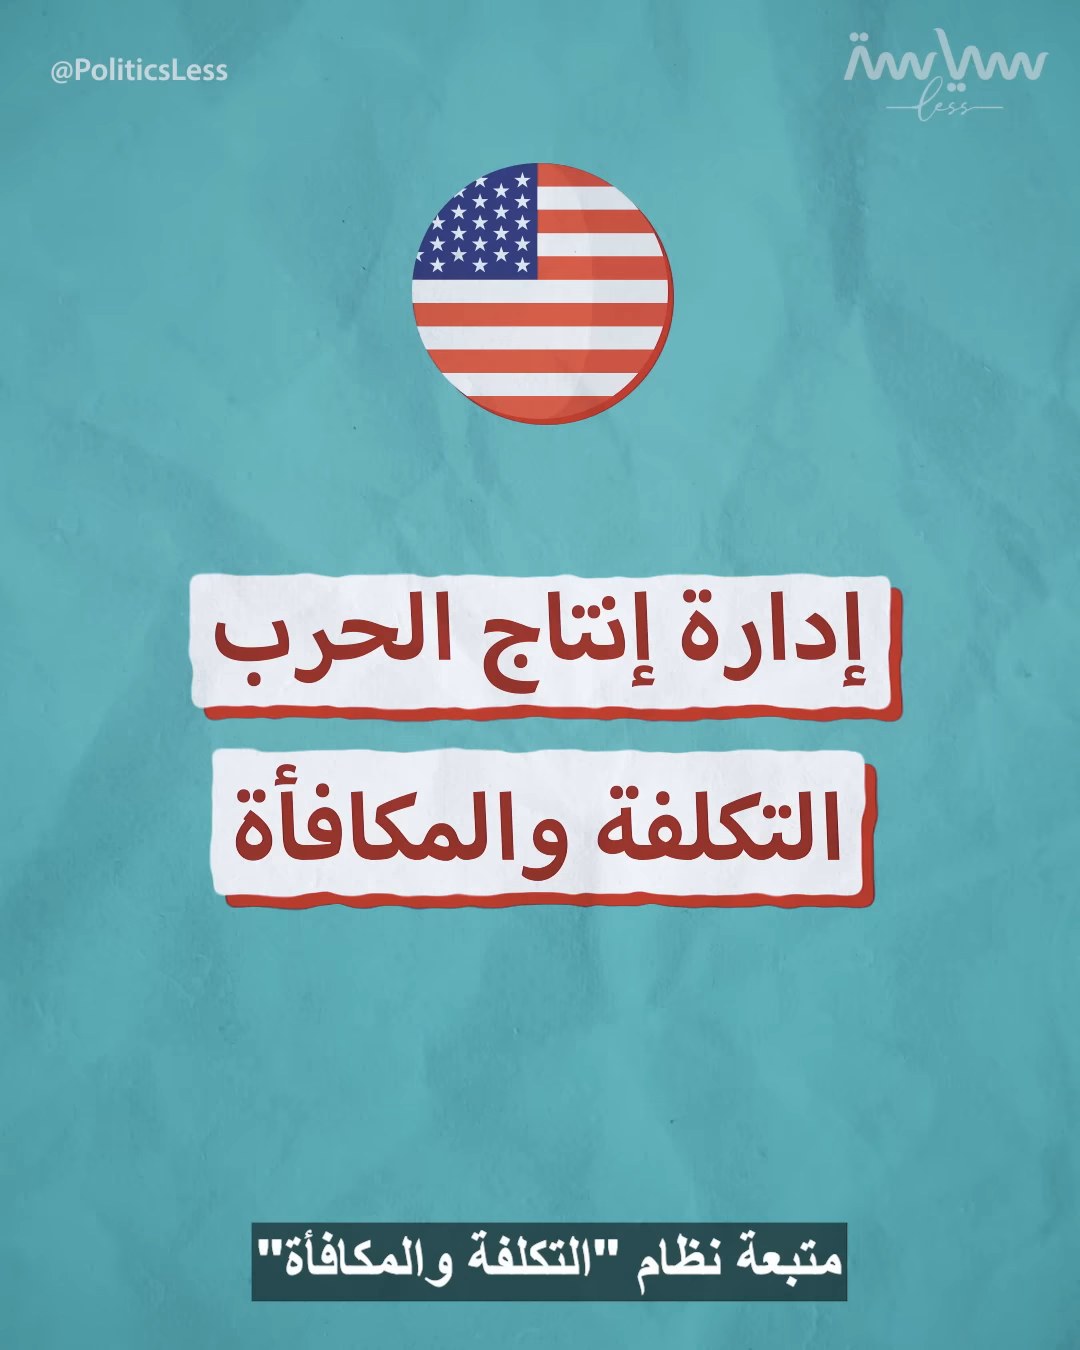 @PoliticsLess
سياسة
less
إدارة إنتاج الحرب
التكلفة والمكافأة
متبعة نظام "التكلفة والمكافأة"